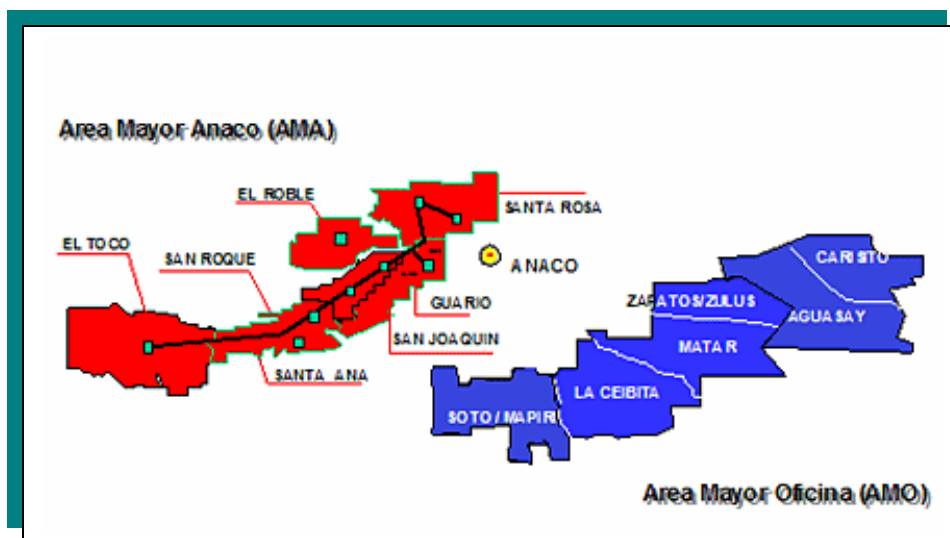 Area Mayor Anaco (AMA)
EL ROBLE
SANTA ROSA
EL TOCO
SAN ROQUE
ANACO
CARISTO
GUARIO
ZAPATOS/ZULUS
AGUASAY
SAN JOAQUIN
MATA R
SANTA ANA
LA CEIBITA
SOTO / MAPIRI
Area Mayor Oficina (AMO)